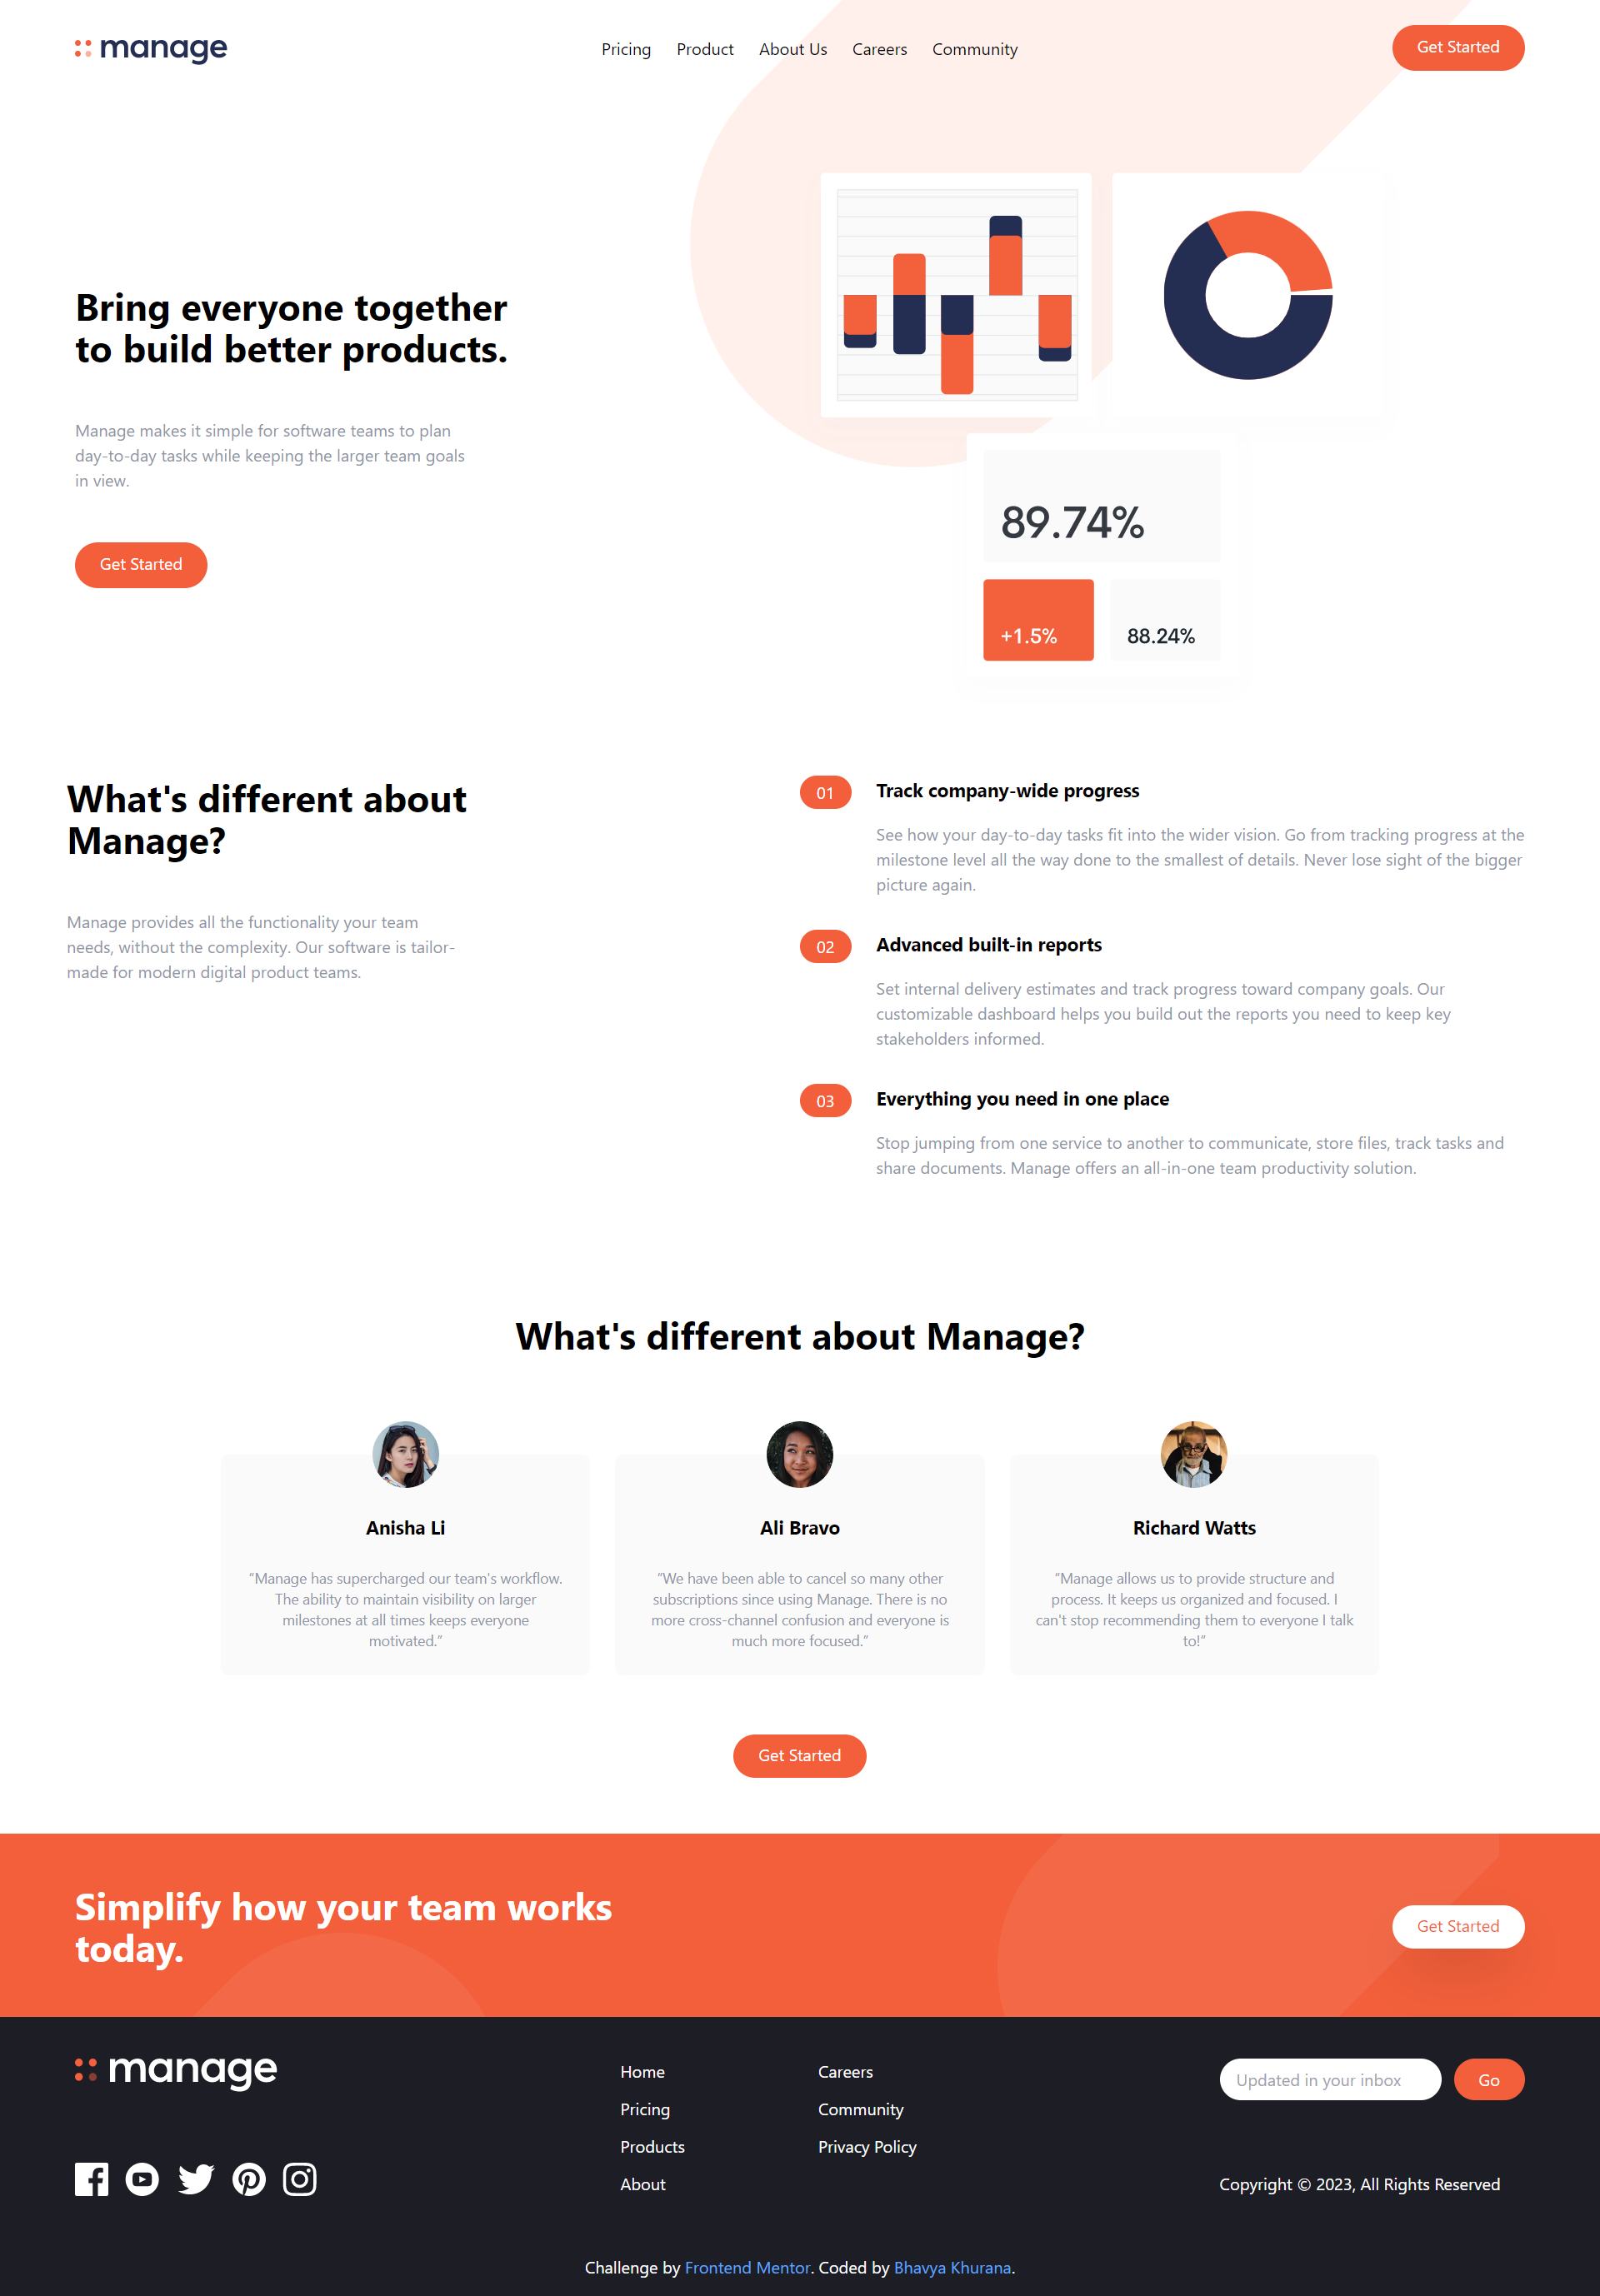 manage
Pricing Product About Us Careers Community
Get Started
Bring everyone together
to build better products.
Manage makes it simple for software teams to plan
day-to-day tasks while keeping the larger team goals
in view.
Get Started
89.74%
+1.5%
88.24%
What's different about
Manage?
Manage provides all the functionality your team
needs, without the complexity. Our software is tailor-
made for modern digital product teams.
01
Track company-wide progress
See how your day-to-day tasks fit into the wider vision. Go from tracking progress at the
milestone level all the way done to the smallest of details. Never lose sight of the bigger
picture again.
02
Advanced built-in reports
Set internal delivery estimates and track progress toward company goals. Our
customizable dashboard helps you build out the reports you need to keep key
stakeholders informed.
03
Everything you need in one place
Stop jumping from one service to another to communicate, store files, track tasks and
share documents. Manage offers an all-in-one team productivity solution.
What's different about Manage?
Anisha Li
“Manage has supercharged our team's workflow.
The ability to maintain visibility on larger
milestones at all times keeps everyone
motivated.”
Ali Bravo
“We have been able to cancel so many other
subscriptions since using Manage. There is no
more cross-channel confusion and everyone is
much more focused.”
Richard Watts
“Manage allows us to provide structure and
process. It keeps us organized and focused. I
can't stop recommending them to everyone I talk
to!”
Get Started
Simplify how your team works
today.
Get Started
manage
Home
Pricing
Products
About
Careers
Community
Privacy Policy
Updated in your inbox
Go
Copyright © 2023, All Rights Reserved
Challenge by Frontend Mentor. Coded by Bhavya Khurana.